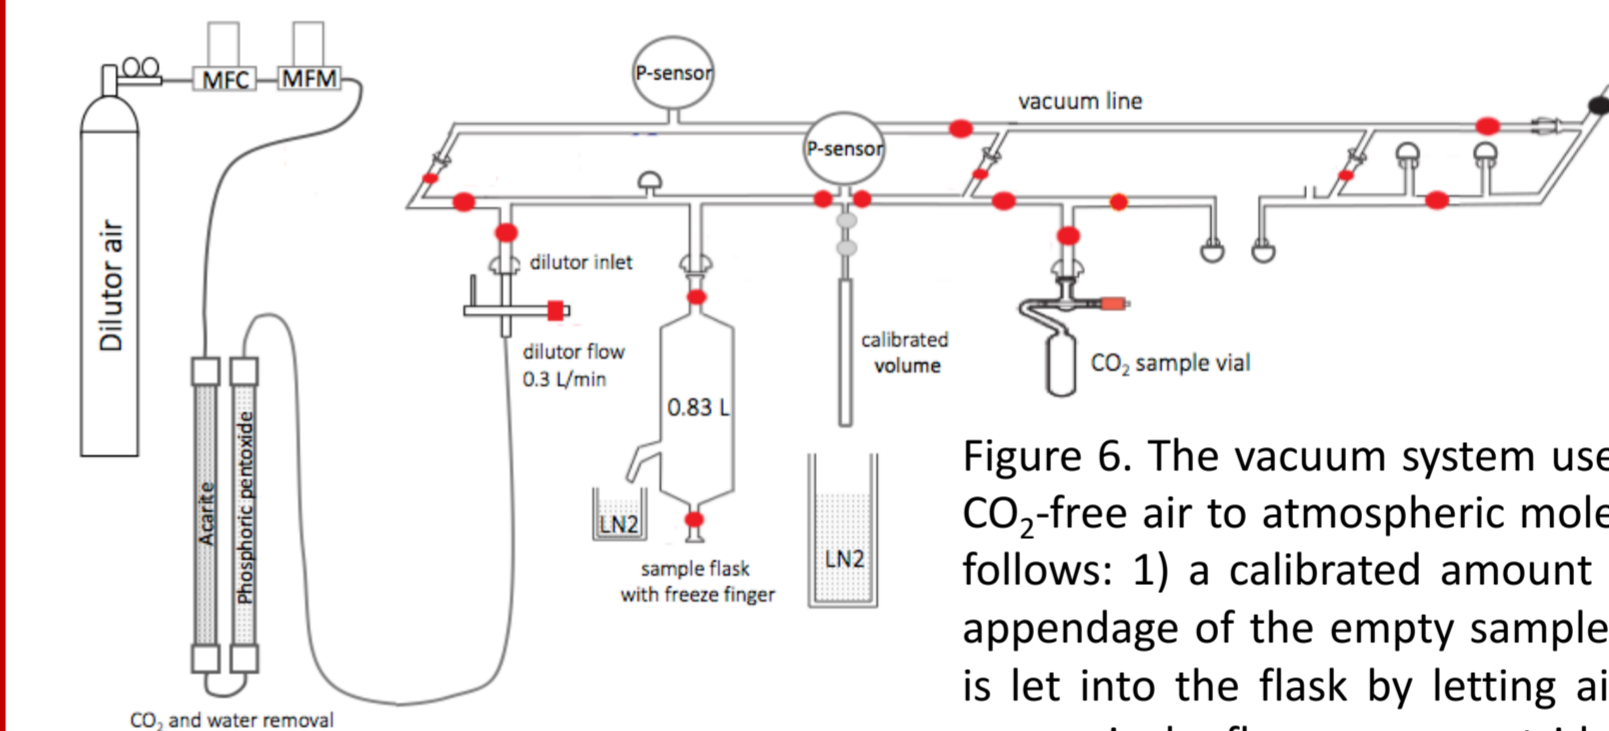 MFC
MFM
P-sensor
vacuum line
P-sensor
Dilutor air
dilutor inlet
dilutor flow
0.3 L/min
calibrated
volume
CO₂ sample vial
0.83 L
Acarite
Phosphoric pentoxide
LN2
LN2
sample flask
with freeze finger
CO₂ and water removal
Figure 6. The vacuum system use
CO₂-free air to atmospheric mole
follows: 1) a calibrated amount
appendage of the empty sample
is let into the flask by letting ai